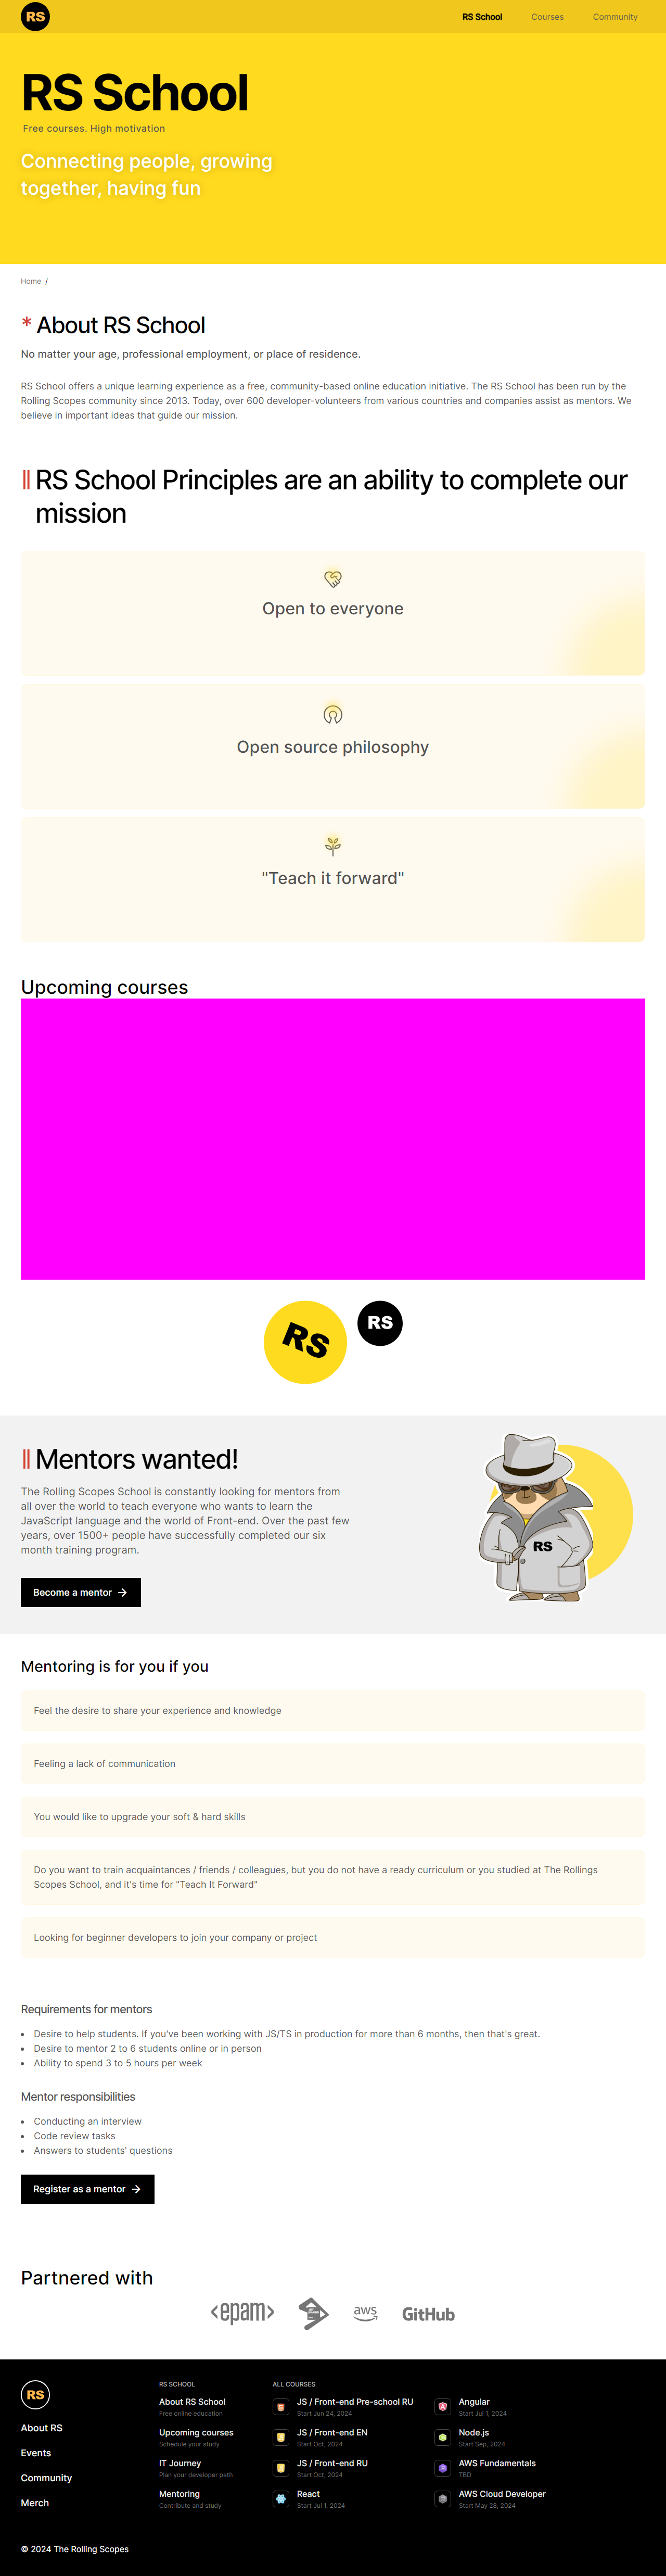 RS
RS School
Courses
Community
RS School
Free courses. High motivation
Connecting people, growing
together, having fun
Home /
* About RS School
No matter your age, professional employment, or place of residence.
RS School offers a unique learning experience as a free, community-based online education initiative. The RS School has been run by the
Rolling Scopes community since 2013. Today, over 600 developer-volunteers from various countries and companies assist as mentors. We
believe in important ideas that guide our mission.
RS School Principles are an ability to complete our
mission
Open to everyone
Open source philosophy
"Teach it forward"
Upcoming courses
RS
RS
Mentors wanted!
The Rolling Scopes School is constantly looking for mentors from
all over the world to teach everyone who wants to learn the
JavaScript language and the world of Front-end. Over the past few
years, over 1500+ people have successfully completed our six
month training program.
Become a mentor →
RS
Mentoring is for you if you
Feel the desire to share your experience and knowledge
Feeling a lack of communication
You would like to upgrade your soft & hard skills
Do you want to train acquaintances / friends / colleagues, but you do not have a ready curriculum or you studied at The Rollings
Scopes School, and it's time for "Teach It Forward"
Looking for beginner developers to join your company or project
Requirements for mentors
• Desire to help students. If you've been working with JS/TS in production for more than 6 months, then that's great.
• Desire to mentor 2 to 6 students online or in person
• Ability to spend 3 to 5 hours per week
Mentor responsibilities
• Conducting an interview
• Code review tasks
• Answers to students' questions
Register as a mentor →
Partnered with
<epam>
aws
GitHub
RS
About RS
Events
Community
Merch
RS SCHOOL
About RS School
Free online education
Upcoming courses
Schedule your study
IT Journey
Plan your developer path
Mentoring
Contribute and study
ALL COURSES
JS / Front-end Pre-school RU
Start Jun 24, 2024
JS / Front-end EN
Start Oct, 2024
JS / Front-end RU
Start Oct, 2024
React
Start Jul 1, 2024
Angular
Start Jul 1, 2024
Node.js
Start Sep, 2024
AWS Fundamentals
TBD
AWS Cloud Developer
Start May 28, 2024
© 2024 The Rolling Scopes